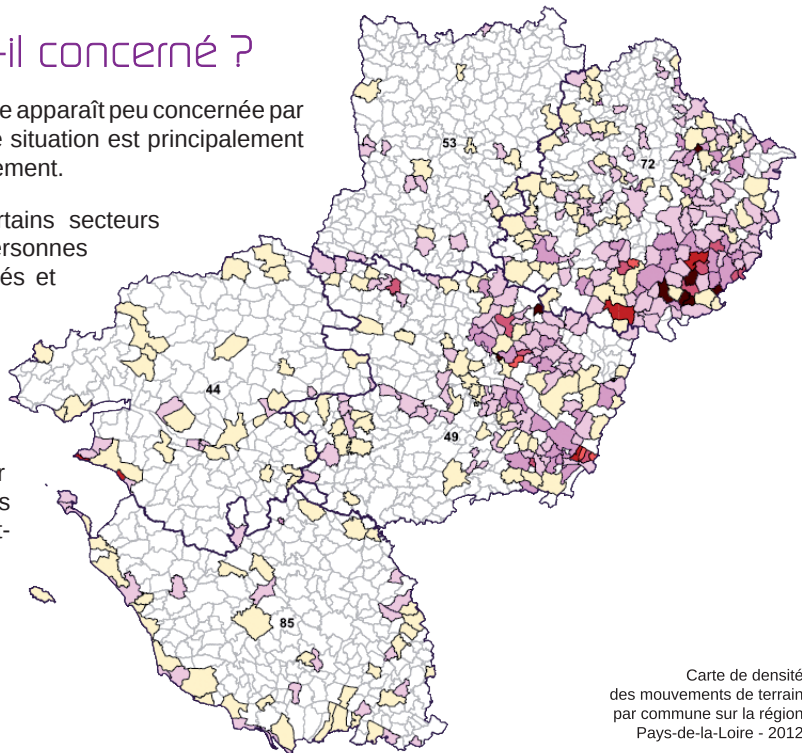 -il concerné ?
e apparaît peu concernée par
e situation est principalement
ement.
rtains secteurs
ersonnes
és et
r
s
t-
53
72
44
49
85
Carte de densité
des mouvements de terrain
par commune sur la région
Pays-de-la-Loire - 2012